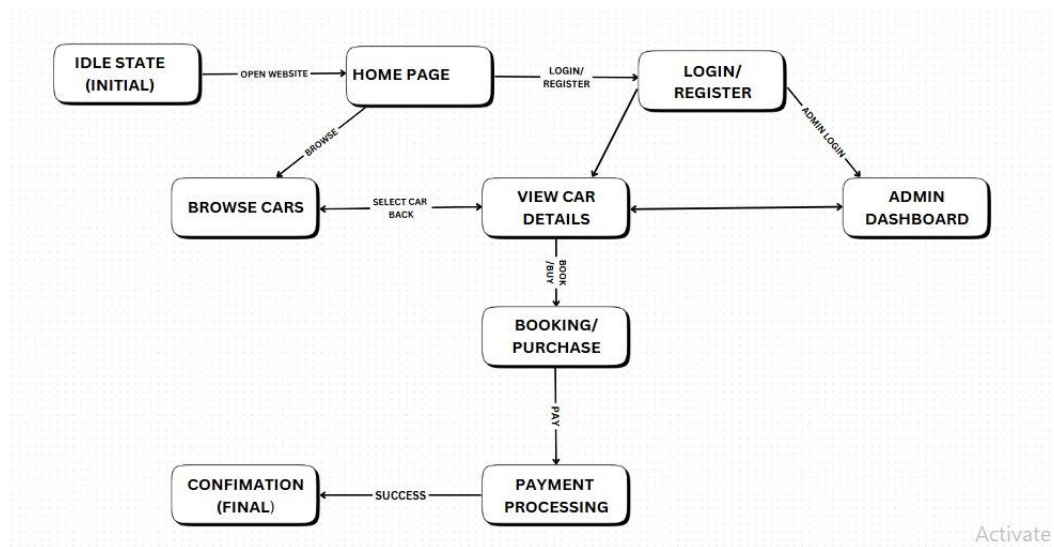 IDLE STATE
(INITIAL)
OPEN WEBSITE
HOME PAGE
LOGIN/
REGISTER
LOGIN/
REGISTER
BROWSE
ADMIN LOGIN
BROWSE CARS
SELECT CAR
BACK
VIEW CAR
DETAILS
ADMIN
DASHBOARD
BOOK
/BUY
BOOKING/
PURCHASE
PAY
CONFIMATION
(FINAL)
SUCCESS
PAYMENT
PROCESSING
Activate